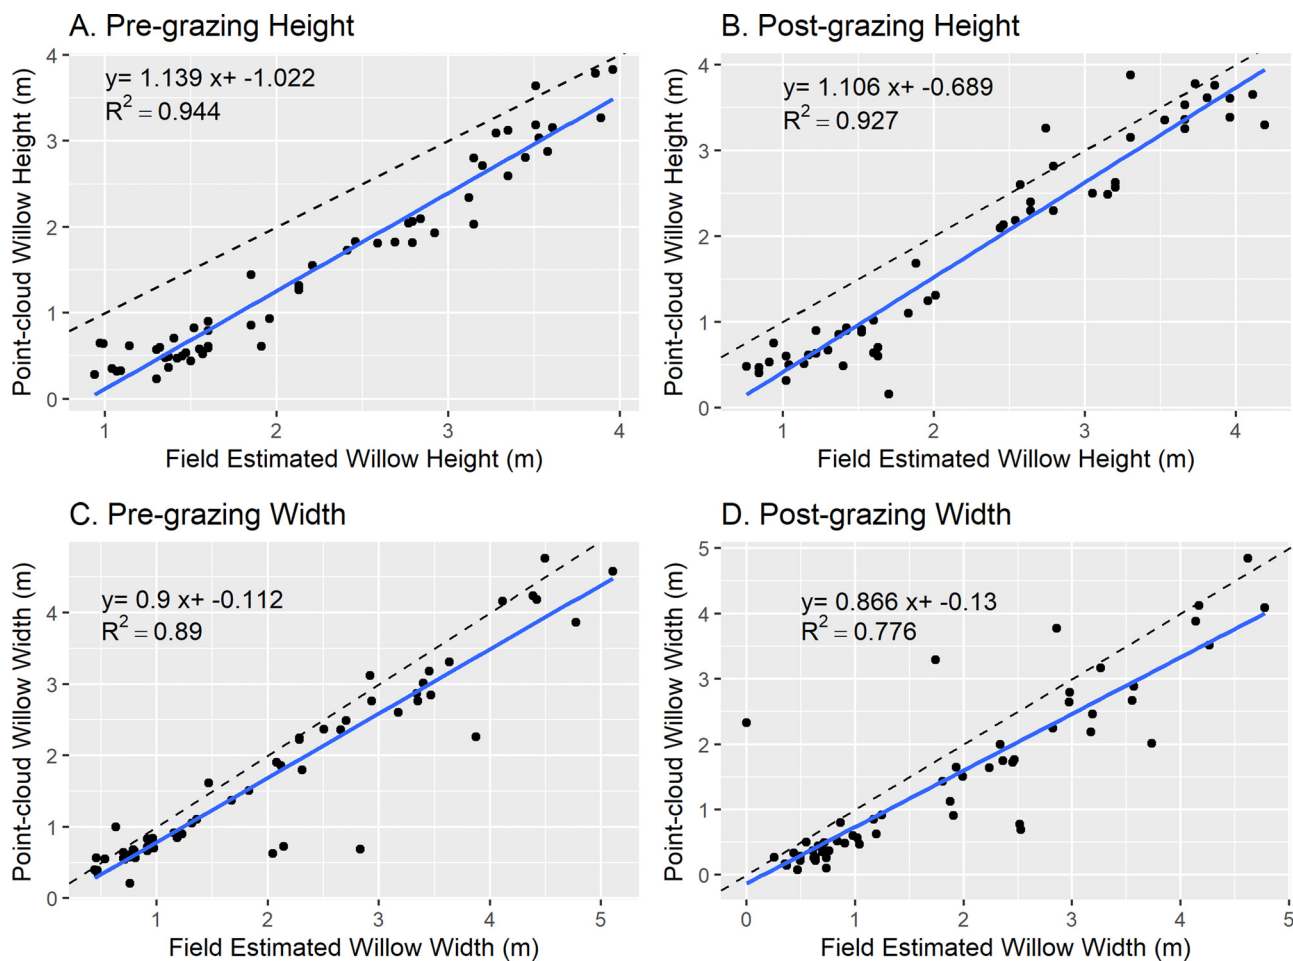 A. Pre-grazing Height
y= 1.139 x+ -1.022
R² = 0.944
Point-cloud Willow Height (m)
4
3
2
1
0
1 2 3 4
Field Estimated Willow Height (m)
B. Post-grazing Height
y= 1.106 x+ -0.689
R² = 0.927
Point-cloud Willow Height (m)
4
3
2
1
0
1 2 3 4
Field Estimated Willow Height (m)
C. Pre-grazing Width
y= 0.9 x+ -0.112
R² = 0.89
Point-cloud Willow Width (m)
4
3
2
1
0
1 2 3 4 5
Field Estimated Willow Width (m)
D. Post-grazing Width
y= 0.866 x+ -0.13
R² = 0.776
Point-cloud Willow Width (m)
5
4
3
2
1
0
0 1 2 3 4 5
Field Estimated Willow Width (m)